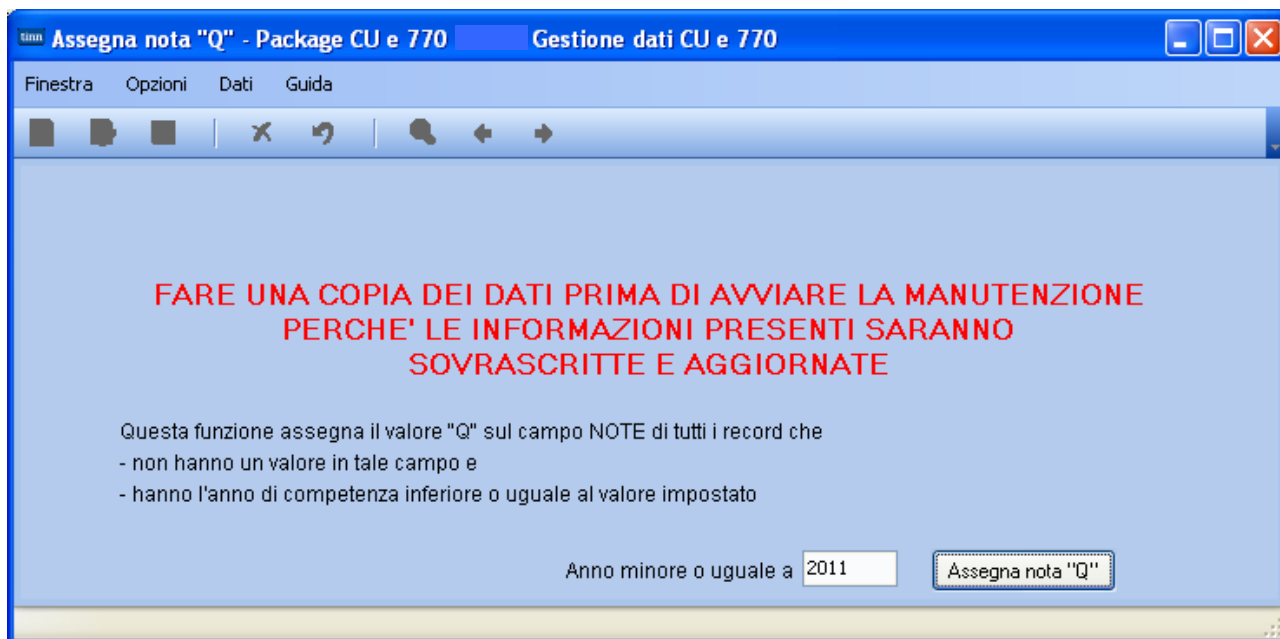 tinn Assegna nota "Q" - Package CU e 770 Gestione dati CU e 770
Finestra Opzioni Dati Guida
FARE UNA COPIA DEI DATI PRIMA DI AVVIARE LA MANUTENZIONE
PERCHE' LE INFORMAZIONI PRESENTI SARANNO
SOVRASCRITTE E AGGIORNATE
Questa funzione assegna il valore "Q" sul campo NOTE di tutti i record che
- non hanno un valore in tale campo e
- hanno l'anno di competenza inferiore o uguale al valore impostato
Anno minore o uguale a 2011 Assegna nota "Q"